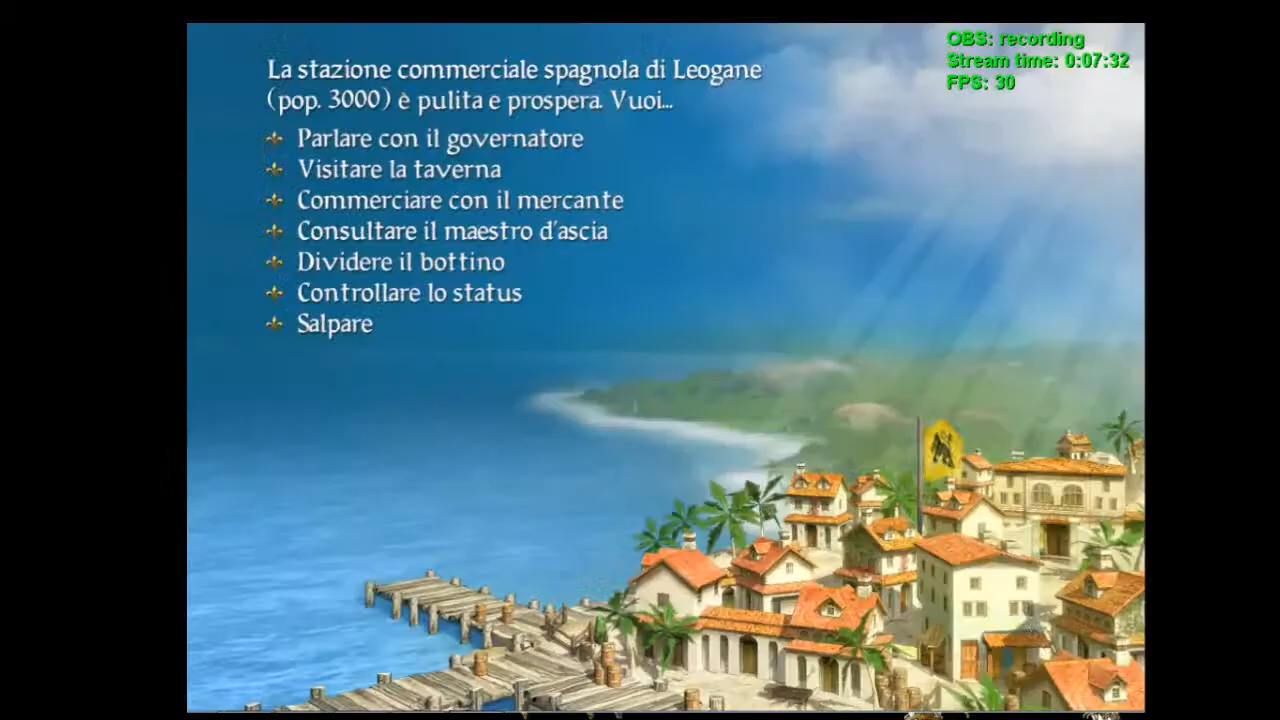 La stazione commerciale spagnola di Leogane
(pop. 3000) è pulita e prospera. Vuoi...
Parlare con il governatore
Visitare la taverna
Commerciare con il mercante
Consultare il maestro d'ascia
Dividere il bottino
Controllare lo status
Salpare
OBS: recording
Stream time: 0:07:32
FPS: 30